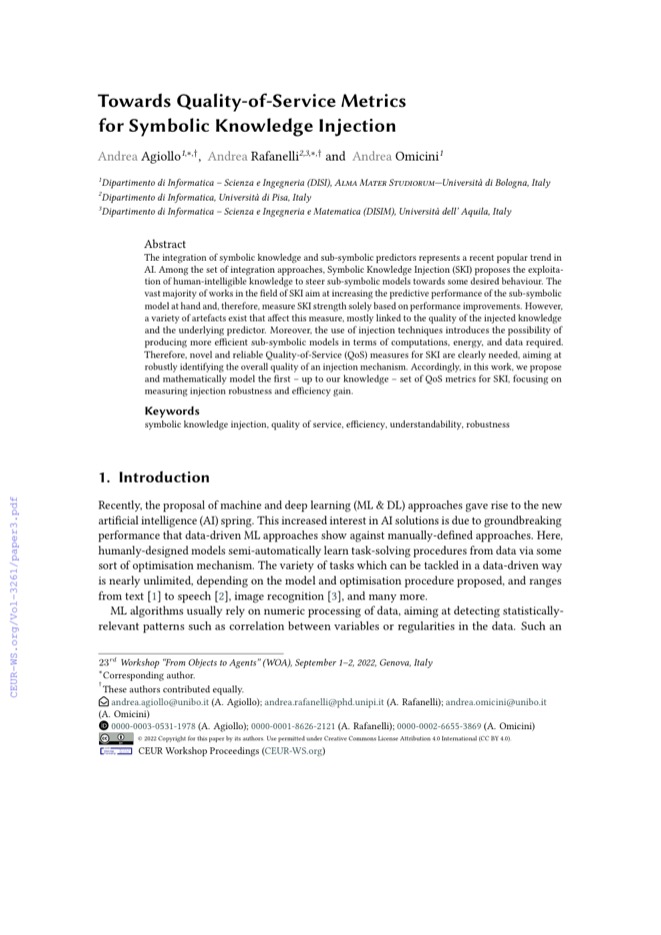 Towards Quality-of-Service Metrics
for Symbolic Knowledge Injection
Andrea Agiollo1,∗,†, Andrea Rafanelli2,3,∗,† and Andrea Omicini1
1Dipartimento di Informatica – Scienza e Ingegneria (DISI), Alma Mater Studiorum—Università di Bologna, Italy
2Dipartimento di Informatica, Università di Pisa, Italy
3Dipartimento di Informatica – Scienza e Ingegneria e Matematica (DISIM), Università dell' Aquila, Italy
Abstract
The integration of symbolic knowledge and sub-symbolic predictors represents a recent popular trend in
AI. Among the set of integration approaches, Symbolic Knowledge Injection (SKI) proposes the exploita-
tion of human-intelligible knowledge to steer sub-symbolic models towards some desired behaviour. The
vast majority of works in the field of SKI aim at increasing the predictive performance of the sub-symbolic
model at hand and, therefore, measure SKI strength solely based on performance improvements. However,
a variety of artefacts exist that affect this measure, mostly linked to the quality of the injected knowledge
and the underlying predictor. Moreover, the use of injection techniques introduces the possibility of
producing more efficient sub-symbolic models in terms of computations, energy, and data required.
Therefore, novel and reliable Quality-of-Service (QoS) measures for SKI are clearly needed, aiming at
robustly identifying the overall quality of an injection mechanism. Accordingly, in this work, we propose
and mathematically model the first – up to our knowledge – set of QoS metrics for SKI, focusing on
measuring injection robustness and efficiency gain.
Keywords
symbolic knowledge injection, quality of service, efficiency, understandability, robustness
1. Introduction
Recently, the proposal of machine and deep learning (ML & DL) approaches gave rise to the new
artificial intelligence (AI) spring. This increased interest in AI solutions is due to groundbreaking
performance that data-driven ML approaches show against manually-defined approaches. Here,
humanly-designed models semi-automatically learn task-solving procedures from data via some
sort of optimisation mechanism. The variety of tasks which can be tackled in a data-driven way
is nearly unlimited, depending on the model and optimisation procedure proposed, and ranges
from text [1] to speech [2], image recognition [3], and many more.
ML algorithms usually rely on numeric processing of data, aiming at detecting statistically-
relevant patterns such as correlation between variables or regularities in the data. Such an
23rd Workshop "From Objects to Agents" (WOA), September 1–2, 2022, Genova, Italy
∗Corresponding author.
†These authors contributed equally.
andrea.agiollo@unibo.it (A. Agiollo); andrea.rafanelli@phd.unipi.it (A. Rafanelli); andrea.omicini@unibo.it
(A. Omicini)
0000-0003-0531-1978 (A. Agiollo); 0000-0001-8626-2121 (A. Rafanelli); 0000-0002-6655-3869 (A. Omicini)
© 2022 Copyright for this paper by its authors. Use permitted under Creative Commons License Attribution 4.0 International (CC BY 4.0).
CEUR Workshop Proceedings (CEUR-WS.org)
CEUR-WS.org/Vol-3261/paper3.pdf